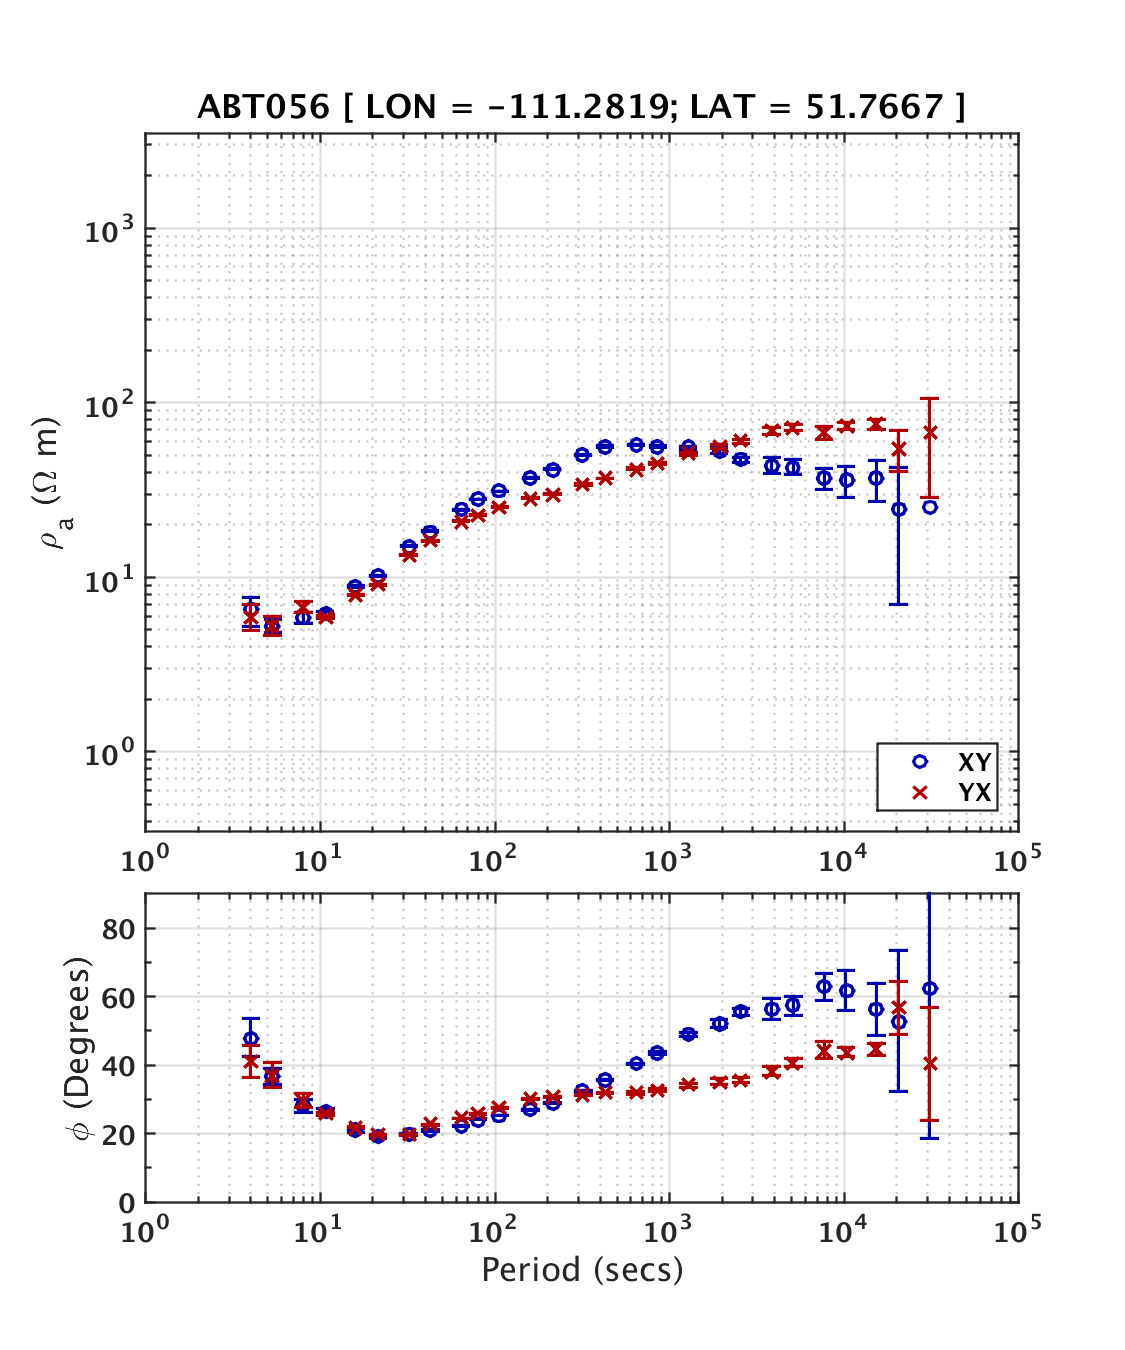 ABT056 [ LON = -111.2819; LAT = 51.7667 ]
10³
10²
10¹
10⁰
ρₐ (Ω m)
XY
YX
10⁰ 10¹ 10² 10³ 10⁴ 10⁵
80
60
40
20
0
ϕ (Degrees)
10⁰ 10¹ 10² 10³ 10⁴ 10⁵
Period (secs)